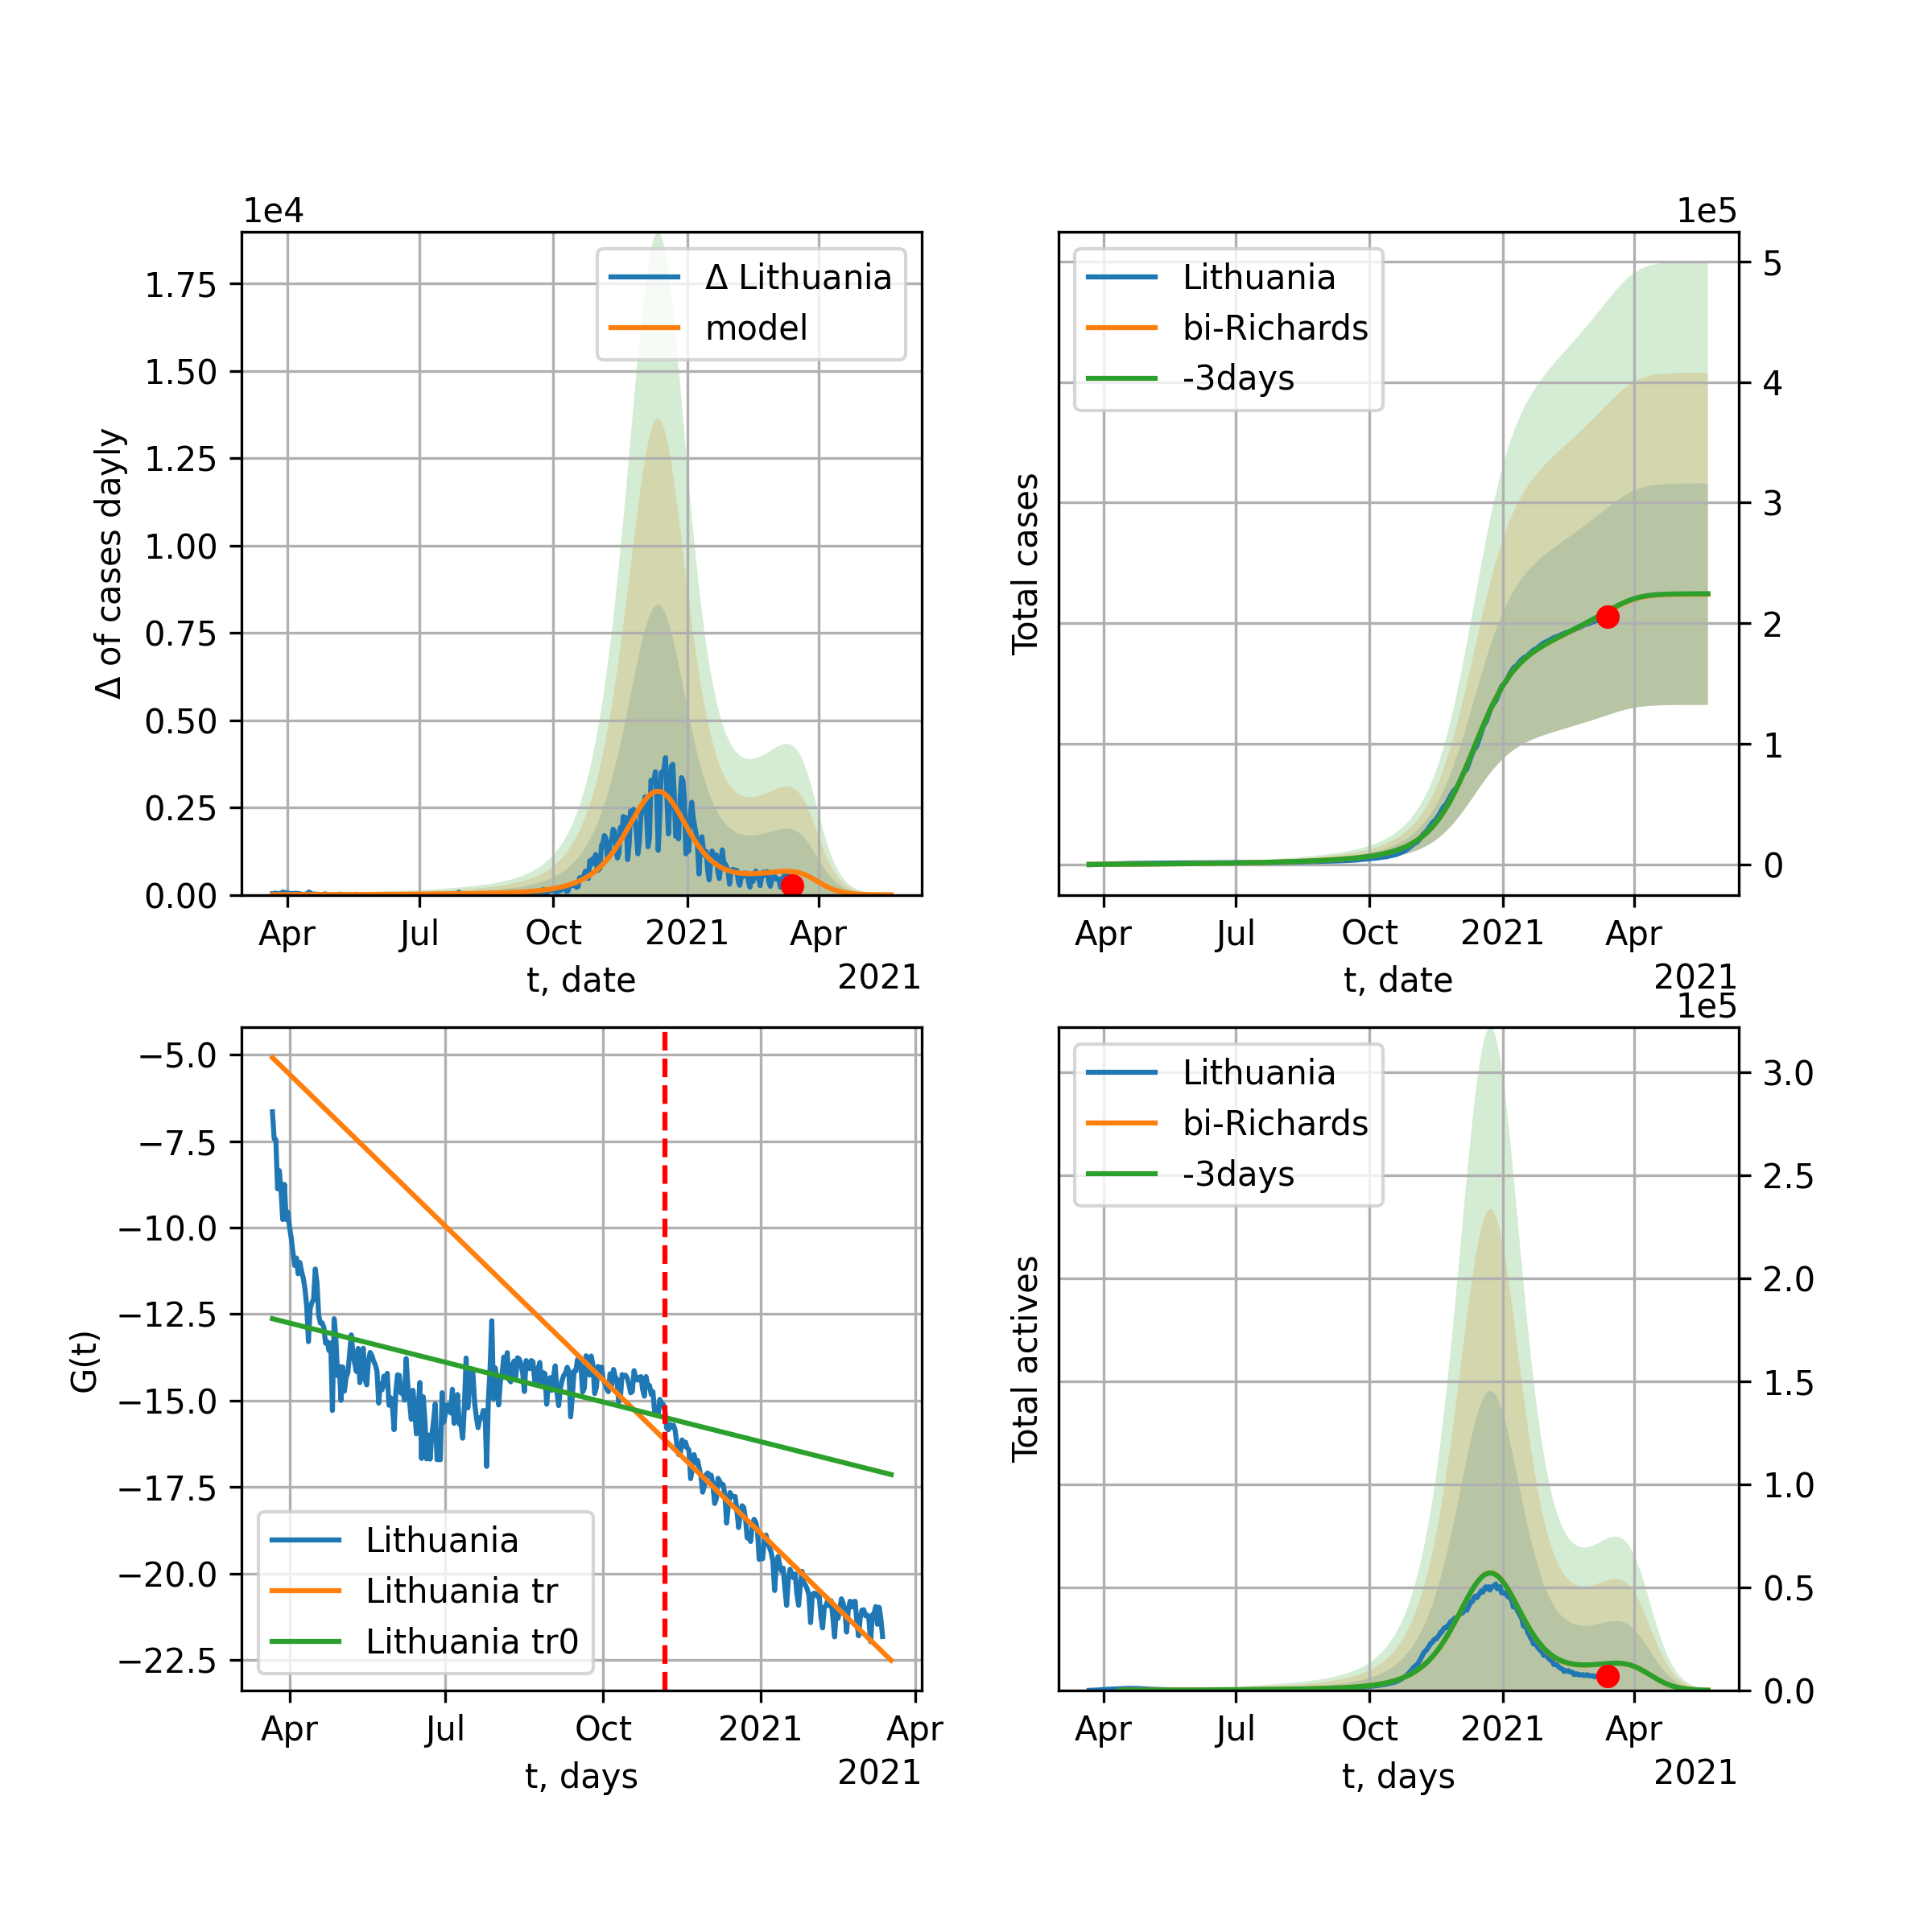 1e4
Δ of cases dayly
1.75
1.50
1.25
1.00
0.75
0.50
0.25
0.00
Δ Lithuania
model
Apr Jul Oct 2021 Apr
t, date
2021
1e5
Total cases
Lithuania
bi-Richards
-3days
5
4
3
2
1
0
Apr Jul Oct 2021 Apr
t, date
2021
G(t)
−5.0
−7.5
−10.0
−12.5
−15.0
−17.5
−20.0
−22.5
Lithuania
Lithuania tr
Lithuania tr0
Apr Jul Oct 2021 Apr
t, days
2021
1e5
Total actives
Lithuania
bi-Richards
-3days
3.0
2.5
2.0
1.5
1.0
0.5
0.0
Apr Jul Oct 2021 Apr
t, days
2021